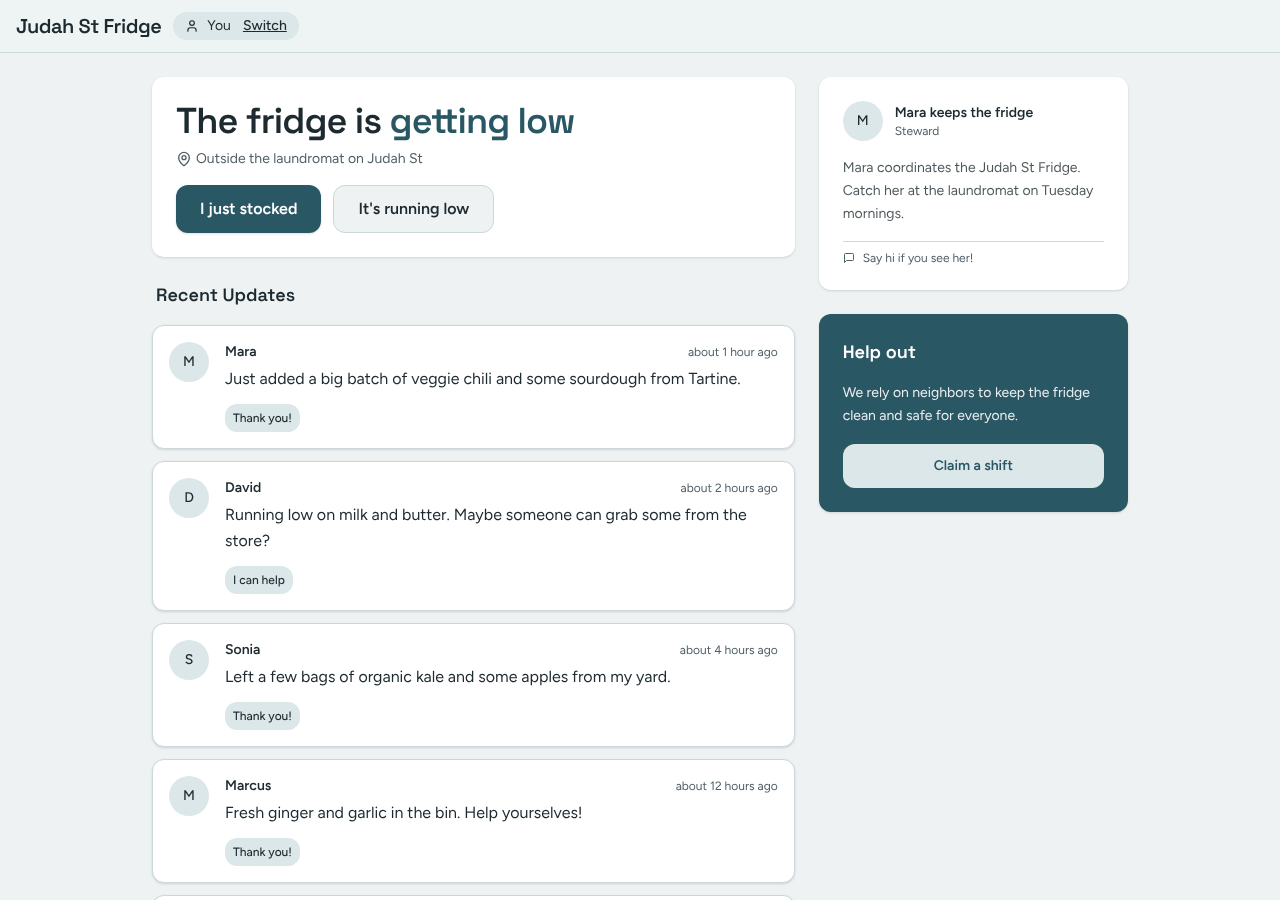 Judah St Fridge
You Switch
The fridge is getting low
Outside the laundromat on Judah St
I just stocked
It's running low
Recent Updates
M
Mara
about 1 hour ago
Just added a big batch of veggie chili and some sourdough from Tartine.
Thank you!
D
David
about 2 hours ago
Running low on milk and butter. Maybe someone can grab some from the
store?
I can help
S
Sonia
about 4 hours ago
Left a few bags of organic kale and some apples from my yard.
Thank you!
M
Marcus
about 12 hours ago
Fresh ginger and garlic in the bin. Help yourselves!
Thank you!
M
Mara keeps the fridge
Steward
Mara coordinates the Judah St Fridge.
Catch her at the laundromat on Tuesday
mornings.
Say hi if you see her!
Help out
We rely on neighbors to keep the fridge
clean and safe for everyone.
Claim a shift